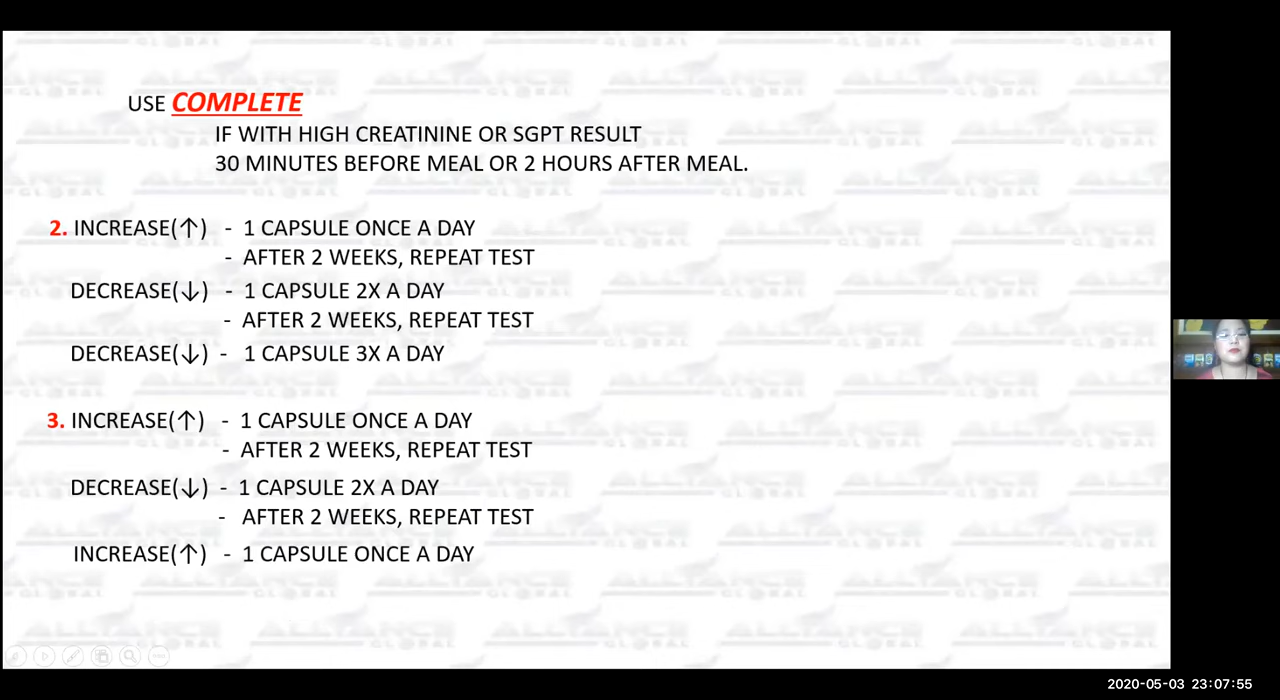 USE COMPLETE
IF WITH HIGH CREATININE OR SGPT RESULT
30 MINUTES BEFORE MEAL OR 2 HOURS AFTER MEAL.
2. INCREASE(↑) - 1 CAPSULE ONCE A DAY
- AFTER 2 WEEKS, REPEAT TEST
DECREASE(↓) - 1 CAPSULE 2X A DAY
- AFTER 2 WEEKS, REPEAT TEST
DECREASE(↓) - 1 CAPSULE 3X A DAY
3. INCREASE(↑) - 1 CAPSULE ONCE A DAY
- AFTER 2 WEEKS, REPEAT TEST
DECREASE(↓) - 1 CAPSULE 2X A DAY
- AFTER 2 WEEKS, REPEAT TEST
INCREASE(↑) - 1 CAPSULE ONCE A DAY
ALLIANCE
GLOBAL
2020-05-03 23:07:55